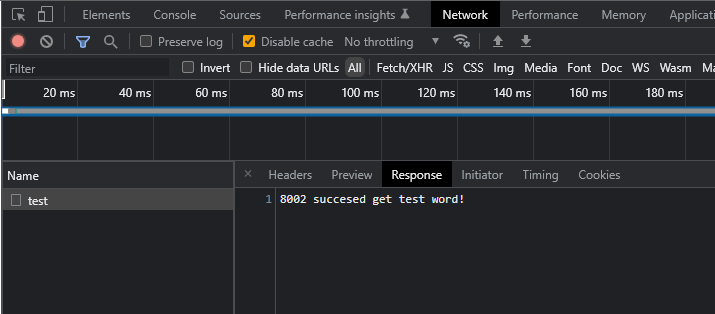 Elements Console Sources Performance insights Network Performance Memory
Preserve log Disable cache No throttling
Filter Invert Hide data URLs All Fetch/XHR JS CSS Img Media Font Doc WS Wasm
20 ms 40 ms 60 ms 80 ms 100 ms 120 ms 140 ms 160 ms 180 ms
Name × Headers Preview Response Initiator Timing Cookies
test 1 8002 succesed get test word!